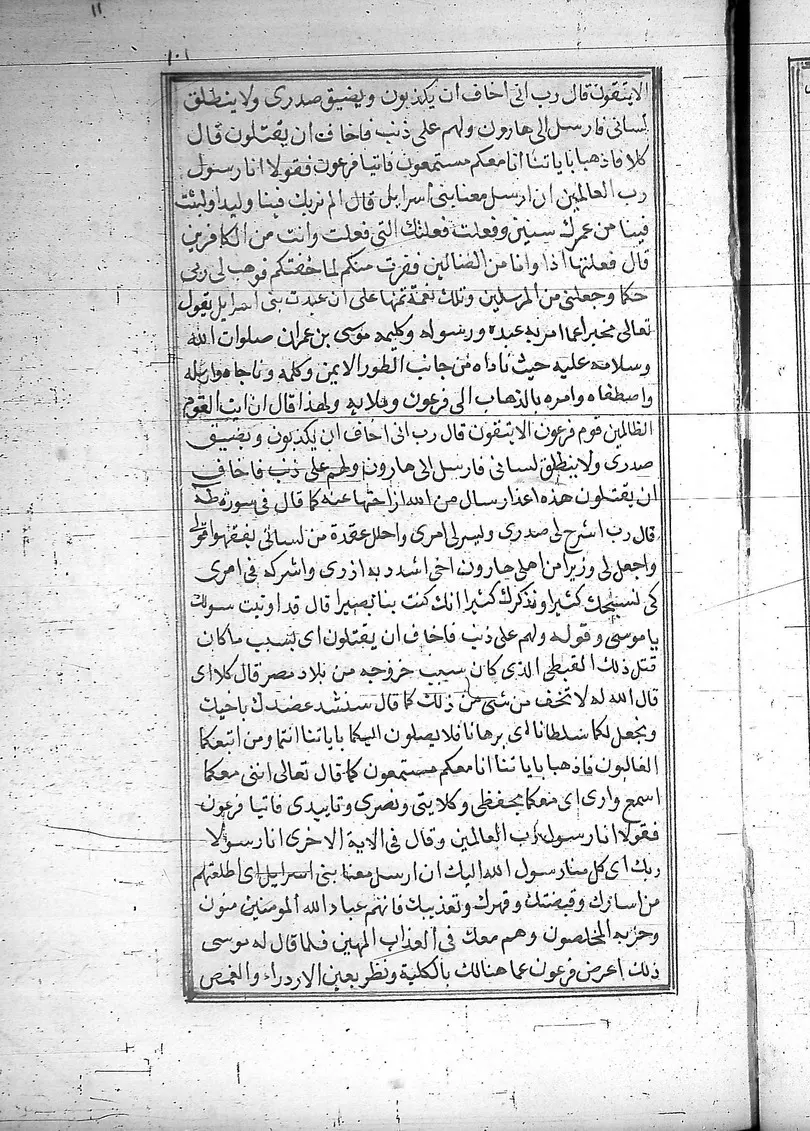 ١٠١
الا يتقون قال رب انى اخاف ان يكذبون ويضيق صدرى ولا ينطلق
لسانى فارسل الى هارون ولهم على ذنب فاخاف ان يقتلون قال
كلا فاذهبا باياتنا انا معكم مستمعون فاتيا فرعون فقولا انا رسول
رب العالمين ان ارسل معنا بنى اسرايل قال الم نربك فينا وليدا ولبثت
فينا من عمرك سنين وفعلت فعلتك التى فعلت وانت من الكافرين
قال فعلتها اذا وانا من الضالين ففرت منكم لما خفتكم فوهب لى ربى
حكما وجعلنى من المرسلين وتلك نعمة تمنها على ان عبدت بنى اسرايل يقول
تعالى مخبرا عما امر به عبده ورسوله وكليمه موسى بن عمران صلوات الله
وسلامه عليه حيث ناداه من جانب الطور الايمن وكلمه وناجاه وارسله
واصطفاه وامره بالذهاب الى فرعون وملايه ولهذا قال ان ايت القوم
الظالمين قوم فرعون الا يتقون قال رب انى اخاف ان يكذبون ويضيق
صدرى ولا ينطلق لسانى فارسل الى هارون ولهم على ذنب فاخاف
ان يقتلون هذه اعذار سال من الله ازاحتها عنه كما قال فى سورة طه
قال رب اشرح لى صدرى ويسر لى امرى واحلل عقدة من لسانى يفقهوا قولى
واجعل لى وزيرا من اهلى هارون اخى اشدد به ازرى واشركه فى امرى
كى نسبحك كثيرا ونذكرك كثيرا انك كنت بنا بصيرا قال قد اوتيت سولك
يا موسى وقوله ولهم على ذنب فاخاف ان يقتلون اى بسبب ما كان
قتل ذلك القبطى الذى كان سبب خروجه من بلاد مصر قال كلا اى
قال الله له لا تخف من شى من ذلك كما قال سنشد عضدك باخيك
ونجعل لكما سلطانا اى برهانا فلا يصلون اليكما باياتنا انتما ومن اتبعكما
الغالبون فاذهبا باياتنا انا معكم مستمعون كما قال تعالى اننى معكما
اسمع وارى اى معكما بحفظى وكلايتى ونصرى وتاييدى فاتيا فرعون
فقولا انا رسول رب العالمين وقال فى الاية الاخرى انا رسولا
ربك اى كل منا رسول الله اليك ان ارسل معنا بنى اسرايل اى اطلقهم
من اسارك وقبضتك وقهرك وتعذيبك فانهم عباد الله المومنين
وحزبه المخلصون وهم معك فى العذاب المهين فلما قال له موسى
ذلك اعرض فرعون عما هنالك بالكلية ونظر بعين الازدراء والغمص